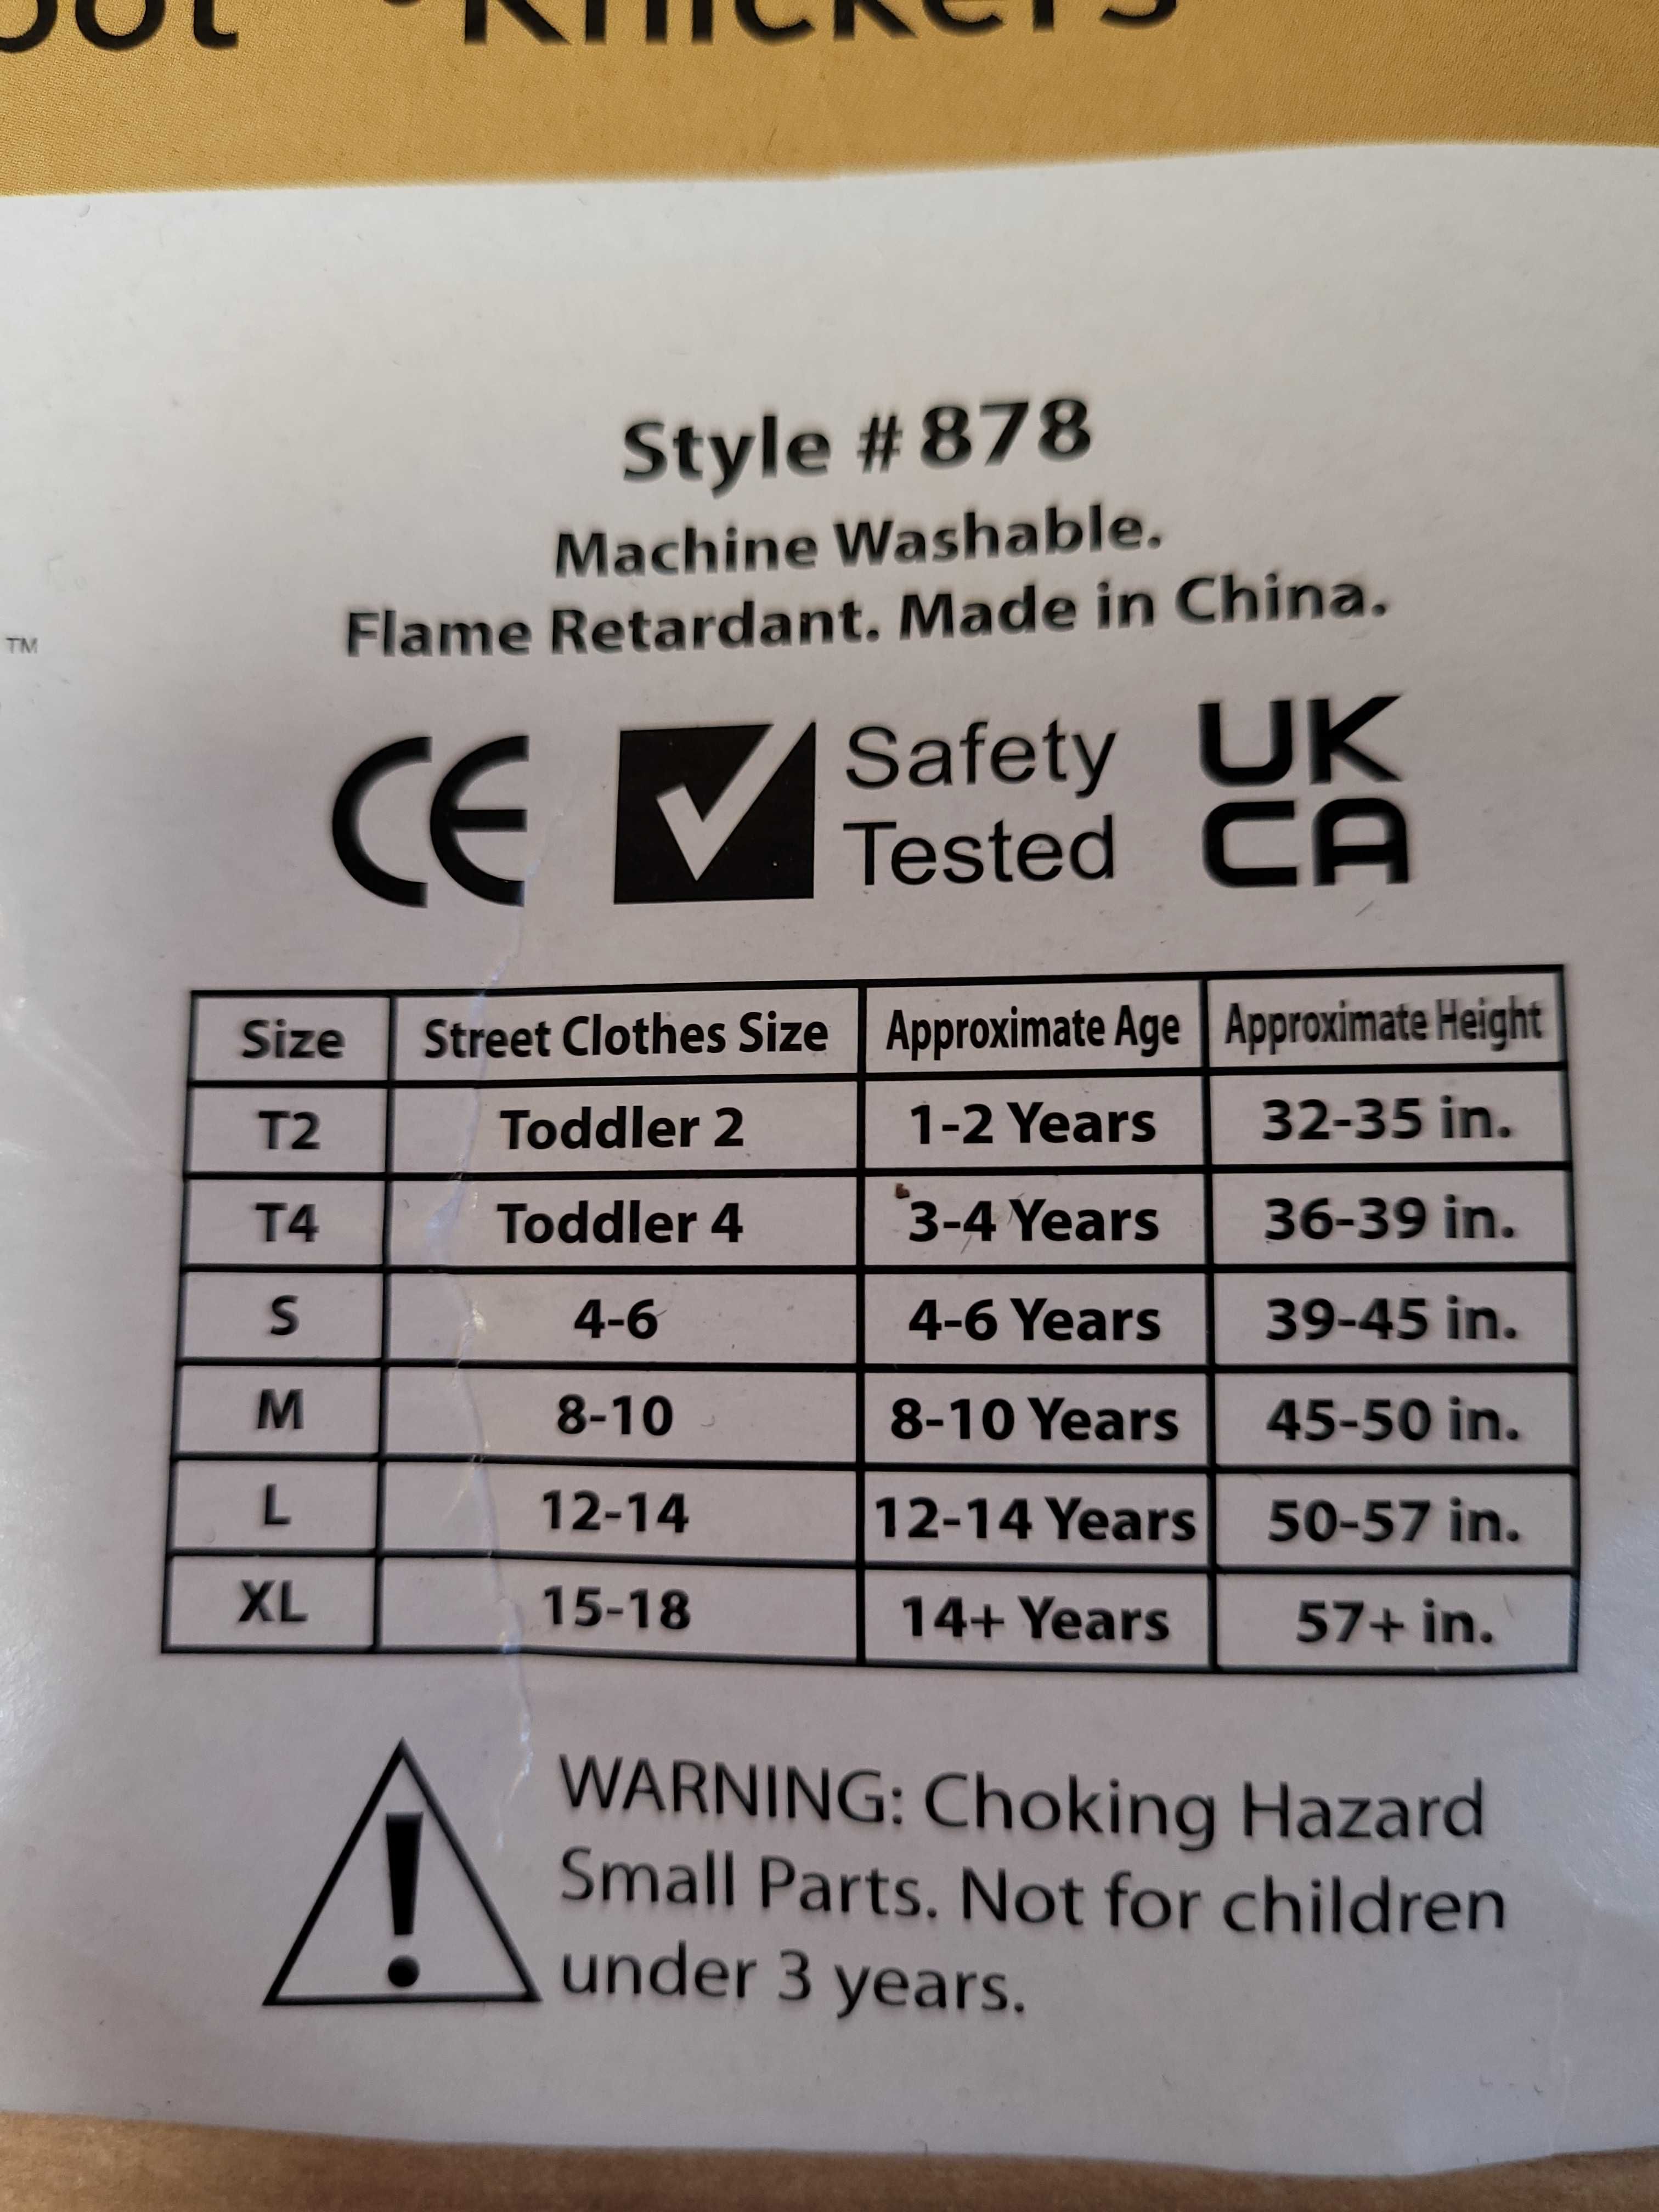 • Knickers
Style #878
Machine Washable.
Flame Retardant. Made in China.
TM
CE Safety Tested UK CA
Size Street Clothes Size Approximate Age Approximate Height
T2 Toddler 2 1-2 Years 32-35 in.
T4 Toddler 4 3-4 Years 36-39 in.
S 4-6 4-6 Years 39-45 in.
M 8-10 8-10 Years 45-50 in.
L 12-14 12-14 Years 50-57 in.
XL 15-18 14+ Years 57+ in.
WARNING: Choking Hazard
Small Parts. Not for children
under 3 years.